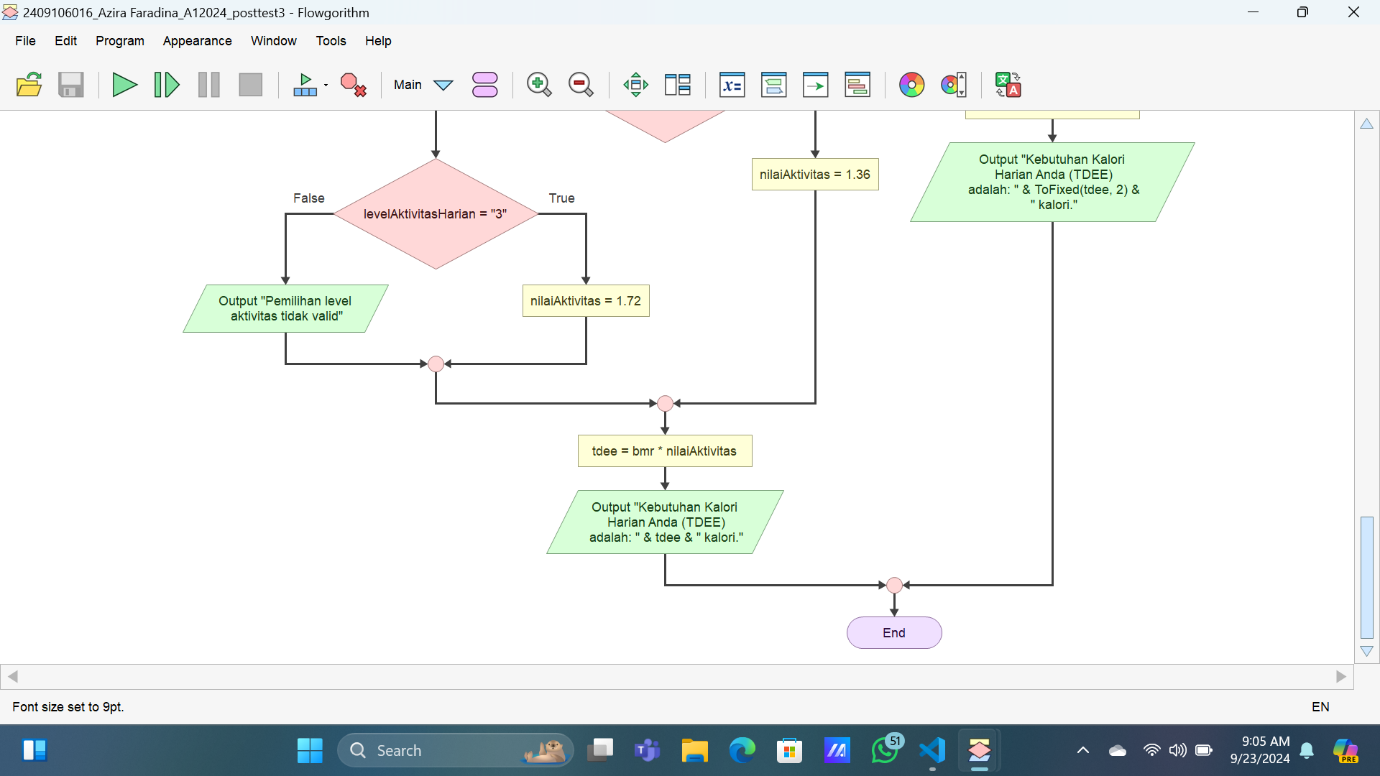 2409106016_Azira Faradina_A12024_posttest3 - Flowgorithm
File Edit Program Appearance Window Tools Help
Main
False
True
levelAktivitasHarian = "3"
Output "Pemilihan level
aktivitas tidak valid"
nilaiAktivitas = 1.72
nilaiAktivitas = 1.36
Output "Kebutuhan Kalori
Harian Anda (TDEE)
adalah: " & ToFixed(tdee, 2) &
" kalori."
tdee = bmr * nilaiAktivitas
Output "Kebutuhan Kalori
Harian Anda (TDEE)
adalah: " & tdee & " kalori."
End
Font size set to 9pt.
EN
Search
51
9:05 AM
9/23/2024
PRE